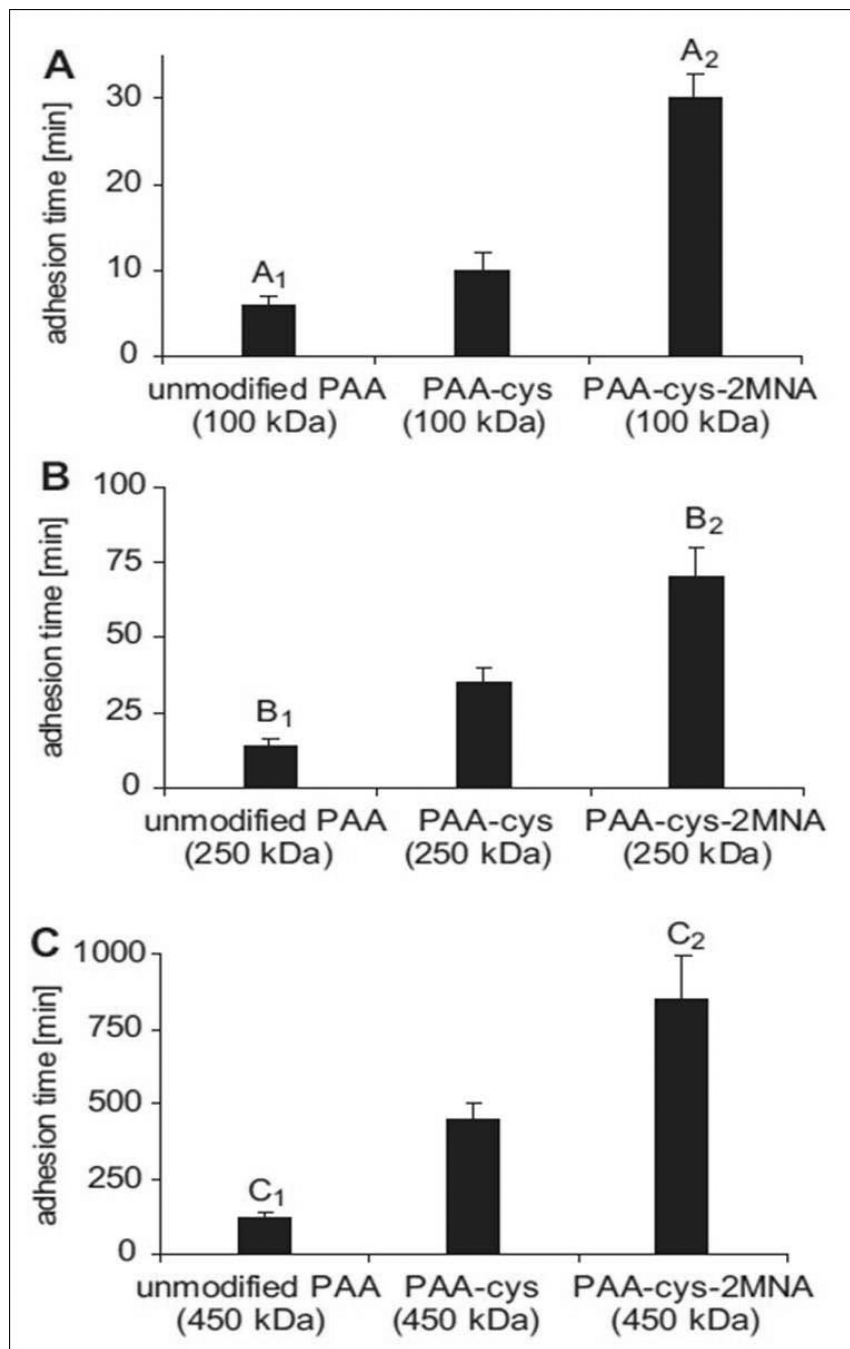 A
adhesion time [min]
30
20
10
0
A1
A2
unmodified PAA PAA-cys PAA-cys-2MNA
(100 kDa) (100 kDa) (100 kDa)
B
adhesion time [min]
100
75
50
25
0
B1
B2
unmodified PAA PAA-cys PAA-cys-2MNA
(250 kDa) (250 kDa) (250 kDa)
C
adhesion time [min]
1000
750
500
250
0
C1
C2
unmodified PAA PAA-cys PAA-cys-2MNA
(450 kDa) (450 kDa) (450 kDa)